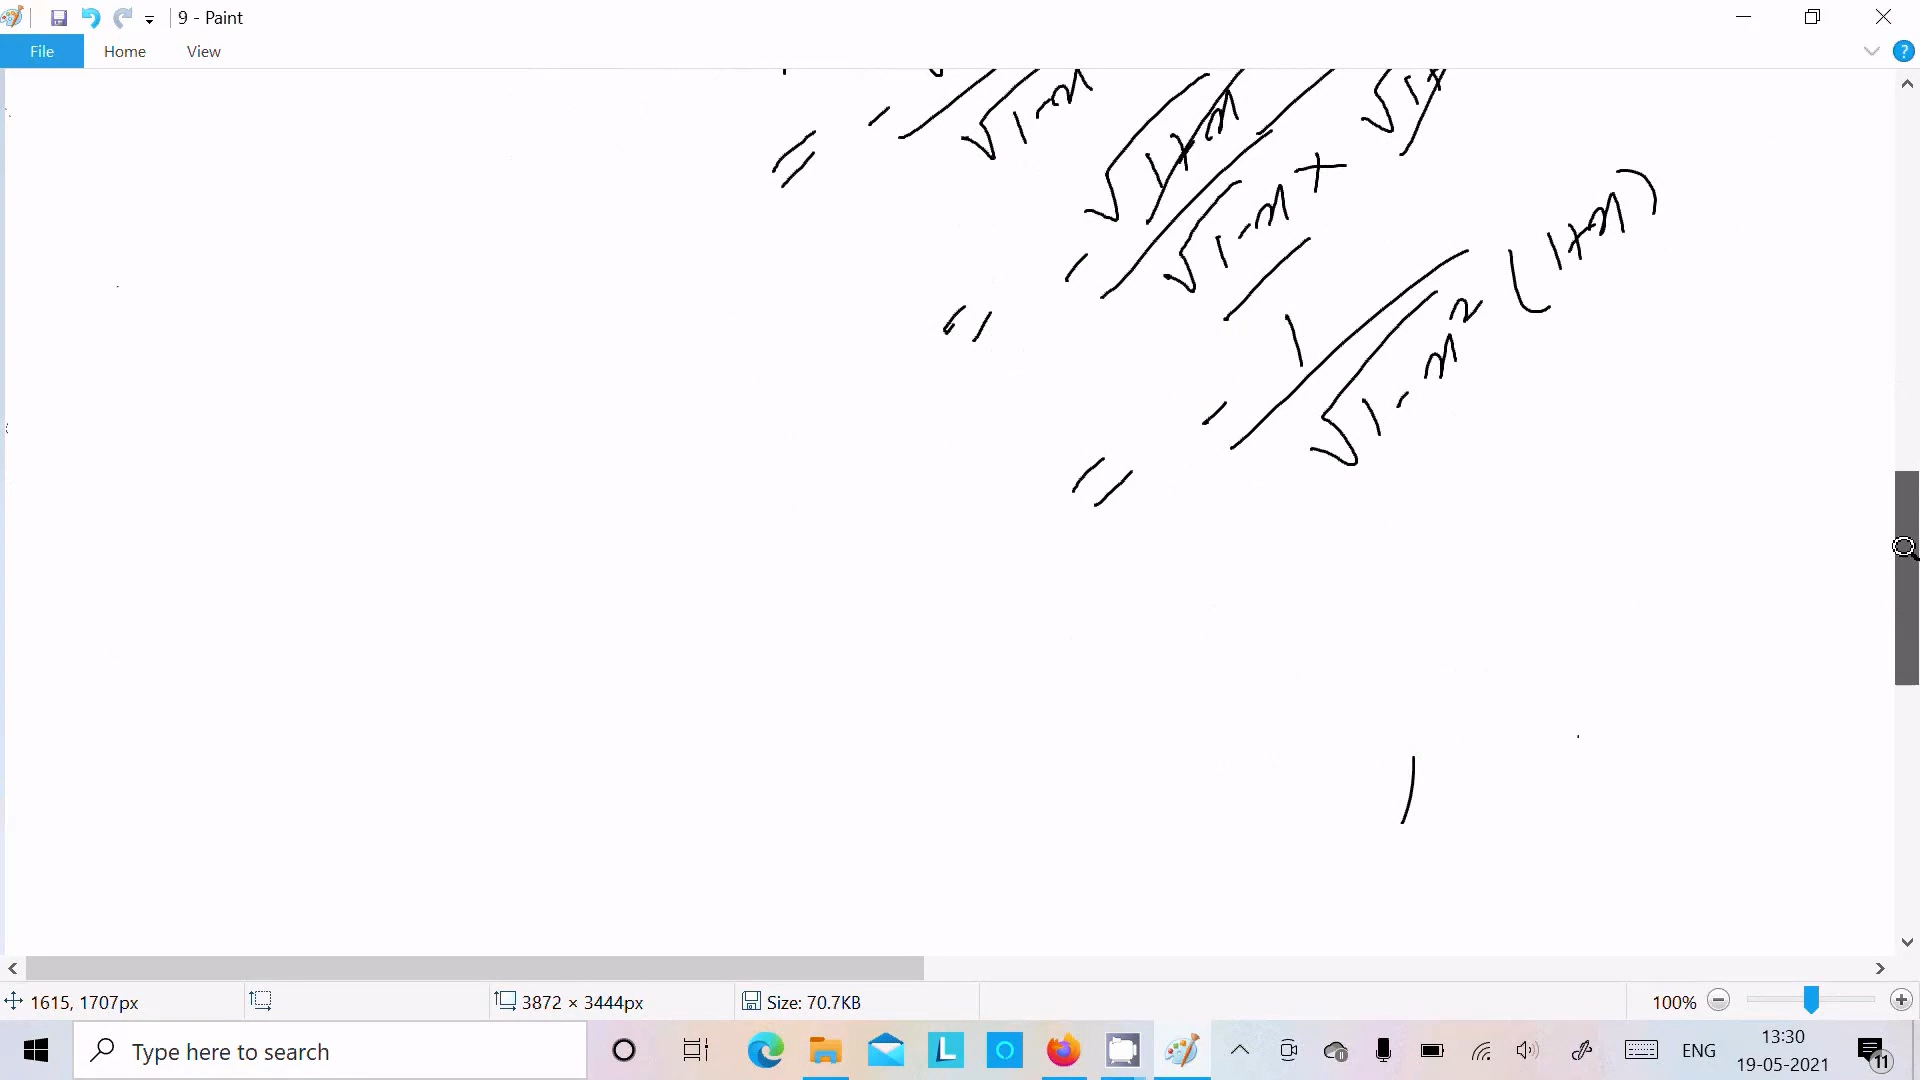 9 - Paint
File Home View
= - √1-x
= - √1+x / √1-x × √1+
= - 1 / √1-x² (1+x)
1615, 1707px 3872 × 3444px Size: 70.7KB 100%
Type here to search ENG 13:30 19-05-2021 11